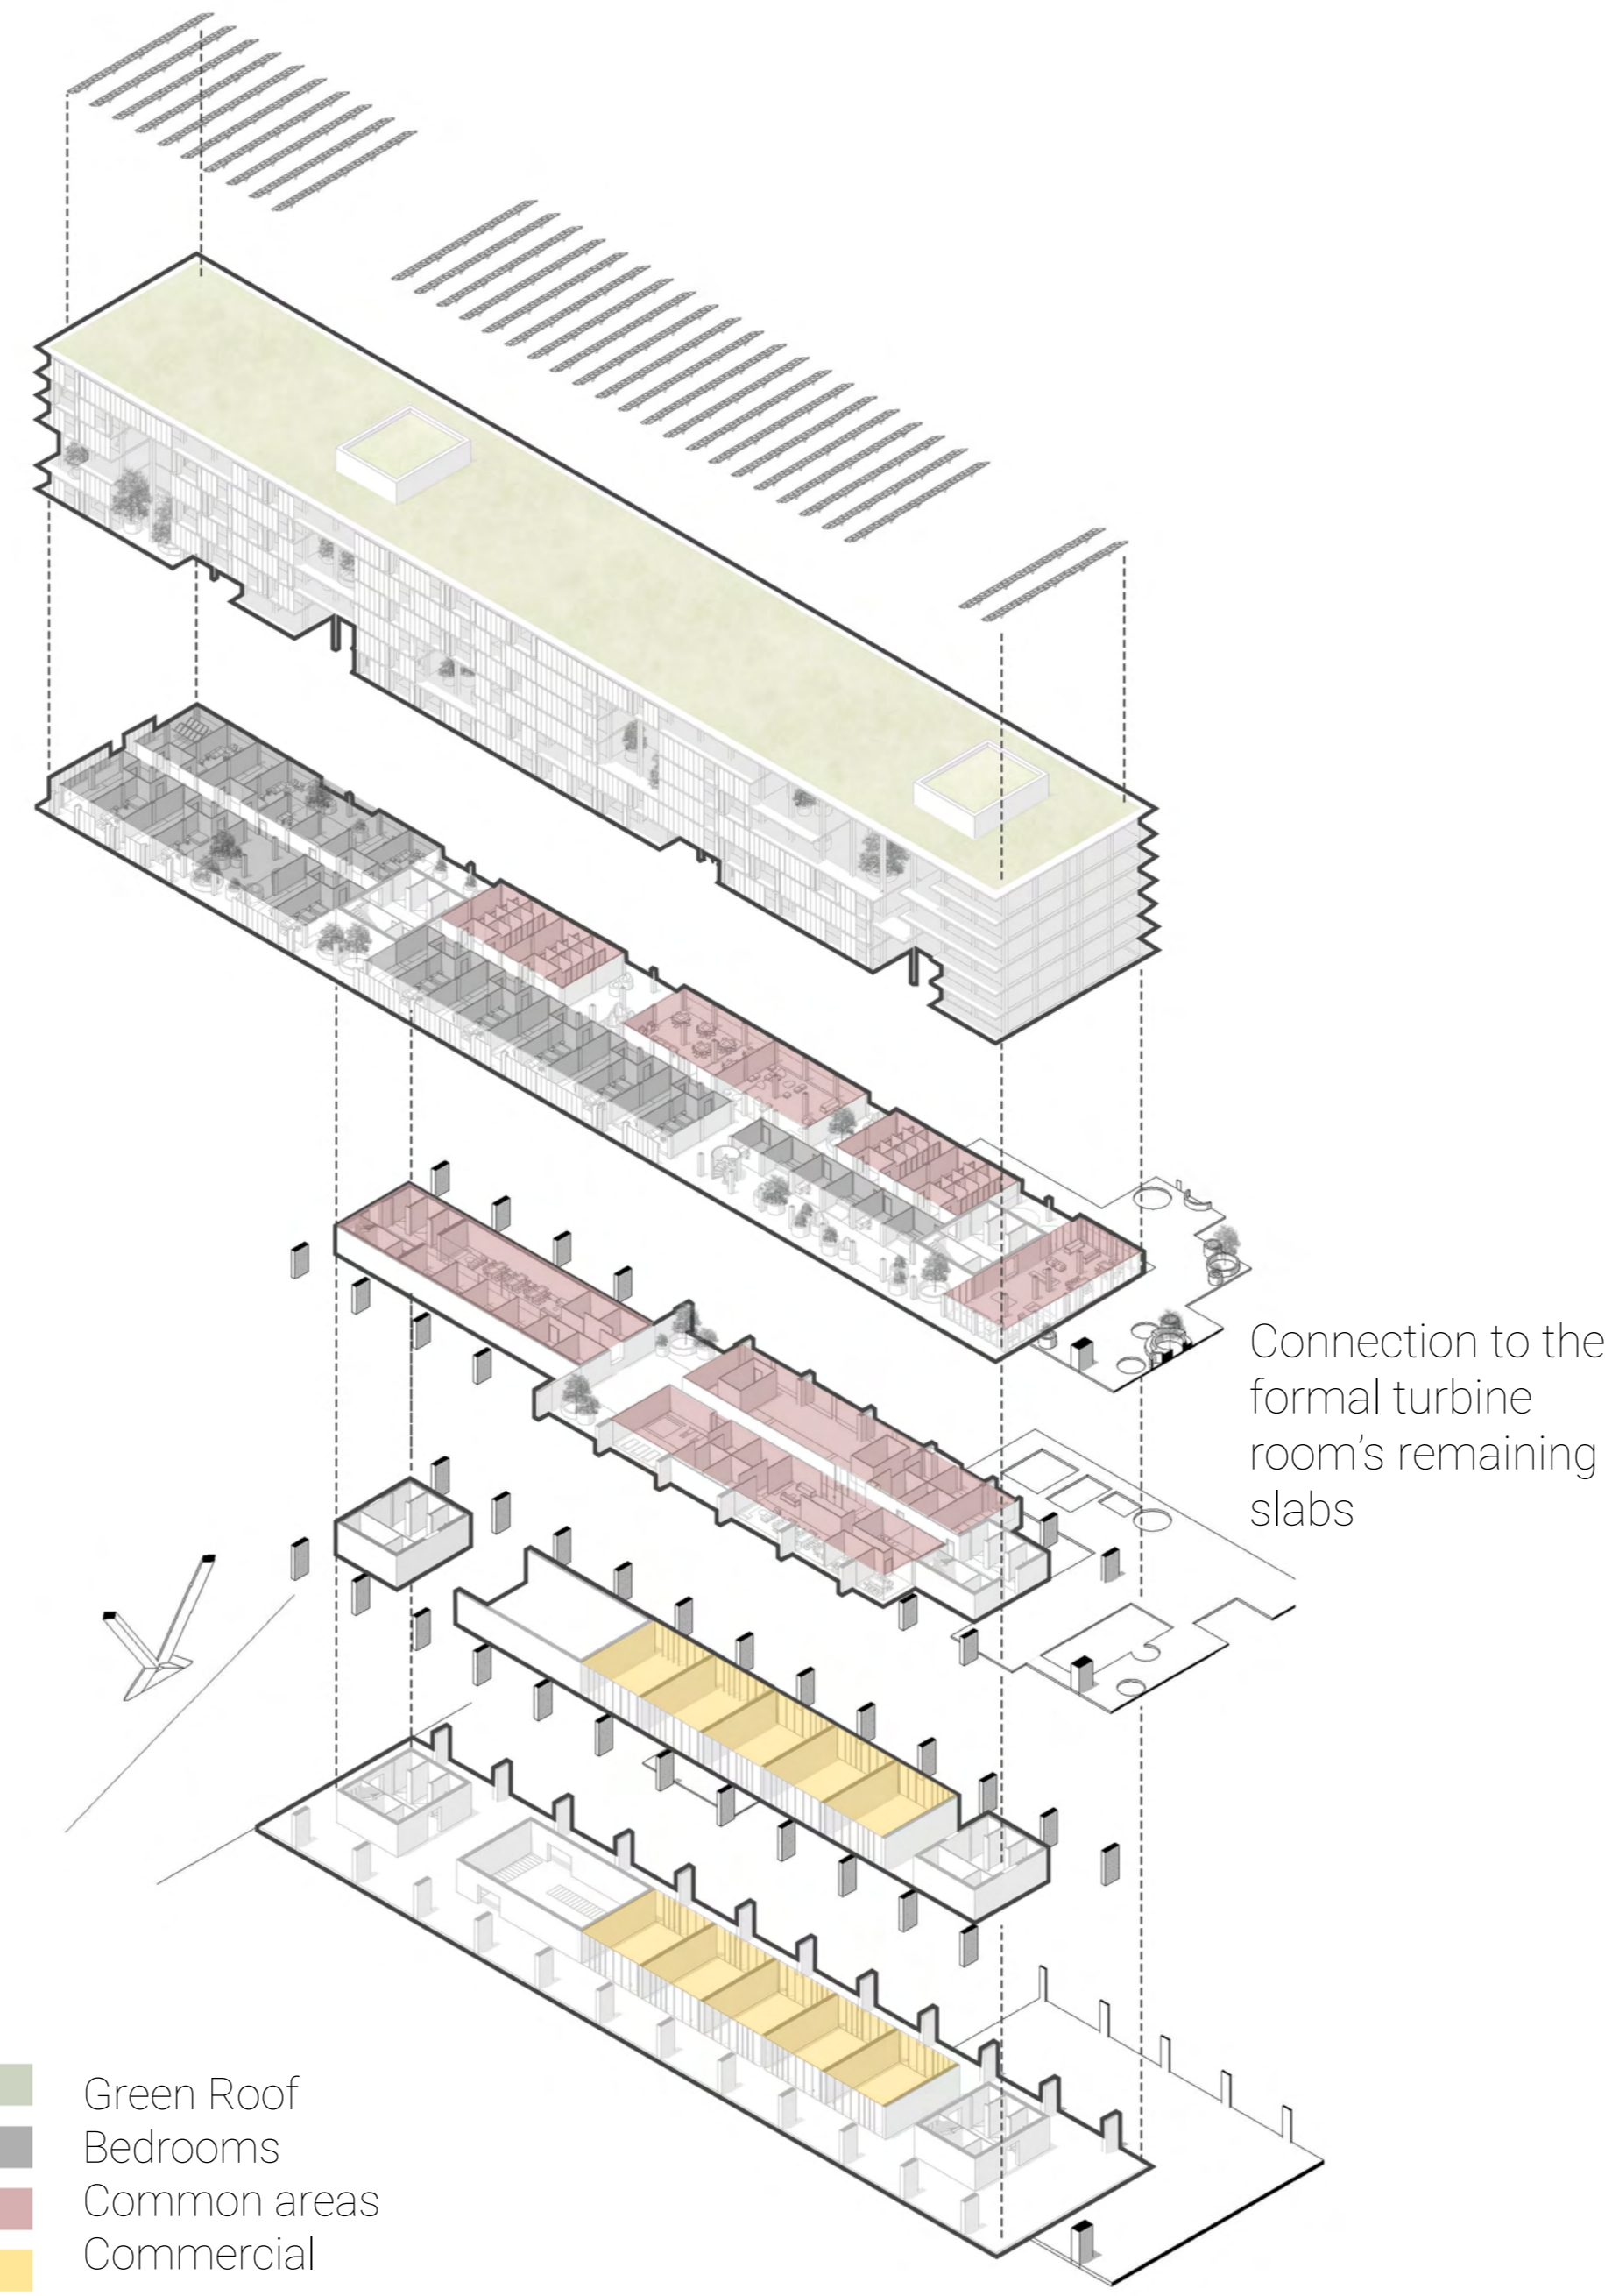 Connection to the
formal turbine
room's remaining
slabs
Green Roof
Bedrooms
Common areas
Commercial